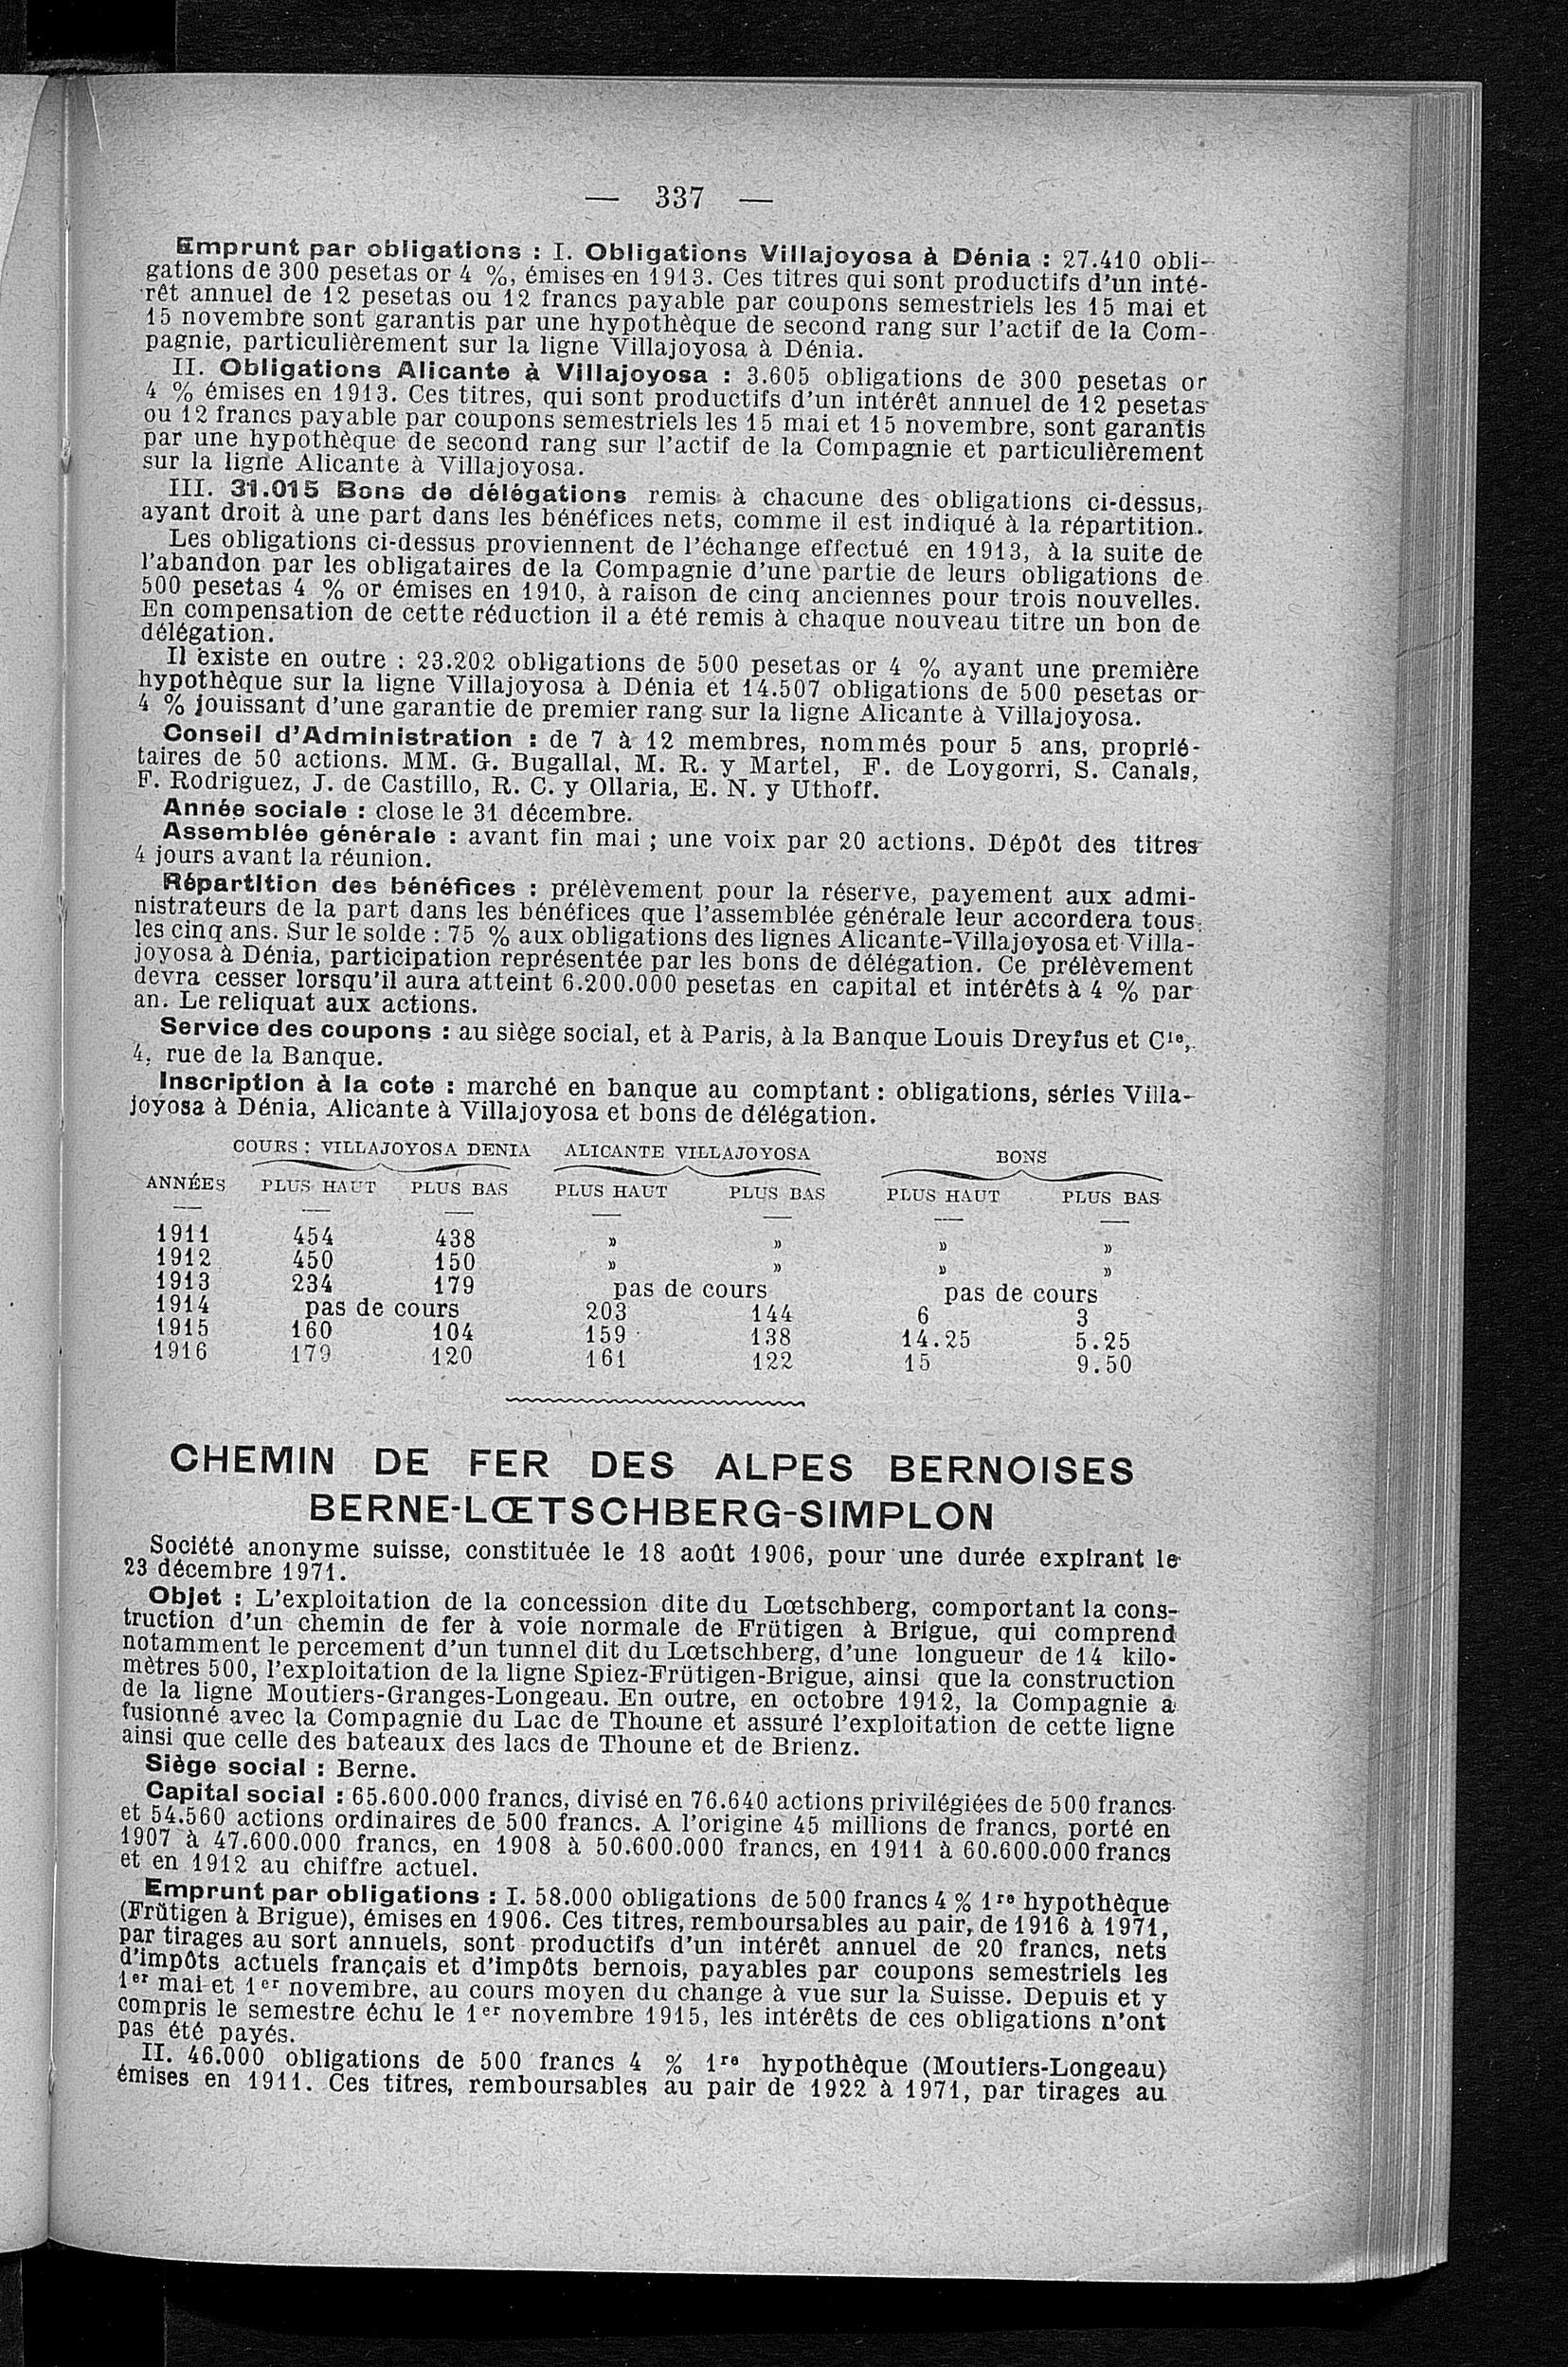 — 337 —
Emprunt par obligations : I. Obligations Villajoyosa à Dénia : 27.410 obli-
gations de 300 pesetas or 4 %, émises en 1913. Ces titres qui sont productifs d'un inté-
rêt annuel de 12 pesetas ou 12 francs payable par coupons semestriels les 15 mai et
15 novembre sont garantis par une hypothèque de second rang sur l'actif de la Com-
pagnie, particulièrement sur la ligne Villajoyosa à Dénia.
II. Obligations Alicante à Villajoyosa : 3.605 obligations de 300 pesetas or
4 % émises en 1913. Ces titres, qui sont productifs d'un intérêt annuel de 12 pesetas
ou 12 francs payable par coupons semestriels les 15 mai et 15 novembre, sont garantis
par une hypothèque de second rang sur l'actif de la Compagnie et particulièrement
sur la ligne Alicante à Villajoyosa.
III. 31.015 Bons de délégations remis à chacune des obligations ci-dessus,
ayant droit à une part dans les bénéfices nets, comme il est indiqué à la répartition.
Les obligations ci-dessus proviennent de l'échange effectué en 1913, à la suite de
l'abandon par les obligataires de la Compagnie d'une partie de leurs obligations de
500 pesetas 4 % or émises en 1910, à raison de cinq anciennes pour trois nouvelles.
En compensation de cette réduction il a été remis à chaque nouveau titre un bon de
délégation.
Il existe en outre : 23.202 obligations de 500 pesetas or 4 % ayant une première
hypothèque sur la ligne Villajoyosa à Dénia et 14.507 obligations de 500 pesetas or
4 % jouissant d'une garantie de premier rang sur la ligne Alicante à Villajoyosa.
Conseil d'Administration : de 7 à 12 membres, nommés pour 5 ans, proprié-
taires de 50 actions. MM. G. Bugallal, M. R. y Martel, F. de Loygorri, S. Canals,
F. Rodriguez, J. de Castillo, R. C. y Ollaria, E. N. y Uthoff.
Année sociale : close le 31 décembre.
Assemblée générale : avant fin mai ; une voix par 20 actions. Dépôt des titres
4 jours avant la réunion.
Répartition des bénéfices : prélèvement pour la réserve, payement aux admi-
nistrateurs de la part dans les bénéfices que l'assemblée générale leur accordera tous
les cinq ans. Sur le solde : 75 % aux obligations des lignes Alicante-Villajoyosa et Villa-
joyosa à Dénia, participation représentée par les bons de délégation. Ce prélèvement
devra cesser lorsqu'il aura atteint 6.200.000 pesetas en capital et intérêts à 4 % par
an. Le reliquat aux actions.
Service des coupons : au siège social, et à Paris, à la Banque Louis Dreyfus et Cie,
4, rue de la Banque.
Inscription à la cote : marché en banque au comptant : obligations, séries Villa-
joyosa à Dénia, Alicante à Villajoyosa et bons de délégation.
COURS : VILLAJOYOSA DENIA ALICANTE VILLAJOYOSA BONS
ANNÉES PLUS HAUT PLUS BAS PLUS HAUT PLUS BAS PLUS HAUT PLUS BAS
1911 454 438 » » » »
1912 450 150 » » » »
1913 234 179 pas de cours pas de cours
1914 pas de cours 203 144 6 3
1915 160 104 159 138 14.25 5.25
1916 179 120 161 122 15 9.50
CHEMIN DE FER DES ALPES BERNOISES
BERNE-LŒTSCHBERG-SIMPLON
Société anonyme suisse, constituée le 18 août 1906, pour une durée expirant le
23 décembre 1971.
Objet : L'exploitation de la concession dite du Lœtschberg, comportant la cons-
truction d'un chemin de fer à voie normale de Frütigen à Brigue, qui comprend
notamment le percement d'un tunnel dit du Lœtschberg, d'une longueur de 14 kilo-
mètres 500, l'exploitation de la ligne Spiez-Frütigen-Brigue, ainsi que la construction
de la ligne Moutiers-Granges-Longeau. En outre, en octobre 1912, la Compagnie a
fusionné avec la Compagnie du Lac de Thoune et assuré l'exploitation de cette ligne
ainsi que celle des bateaux des lacs de Thoune et de Brienz.
Siège social : Berne.
Capital social : 65.600.000 francs, divisé en 76.640 actions privilégiées de 500 francs
et 54.560 actions ordinaires de 500 francs. A l'origine 45 millions de francs, porté en
1907 à 47.600.000 francs, en 1908 à 50.600.000 francs, en 1911 à 60.600.000 francs
et en 1912 au chiffre actuel.
Emprunt par obligations : I. 58.000 obligations de 500 francs 4 % 1re hypothèque
(Frütigen à Brigue), émises en 1906. Ces titres, remboursables au pair, de 1916 à 1971,
par tirages au sort annuels, sont productifs d'un intérêt annuel de 20 francs, nets
d'impôts actuels français et d'impôts bernois, payables par coupons semestriels les
1er mai et 1er novembre, au cours moyen du change à vue sur la Suisse. Depuis et y
compris le semestre échu le 1er novembre 1915, les intérêts de ces obligations n'ont
pas été payés.
II. 46.000 obligations de 500 francs 4 % 1re hypothèque (Moutiers-Longeau)
émises en 1911. Ces titres, remboursables au pair de 1922 à 1971, par tirages au